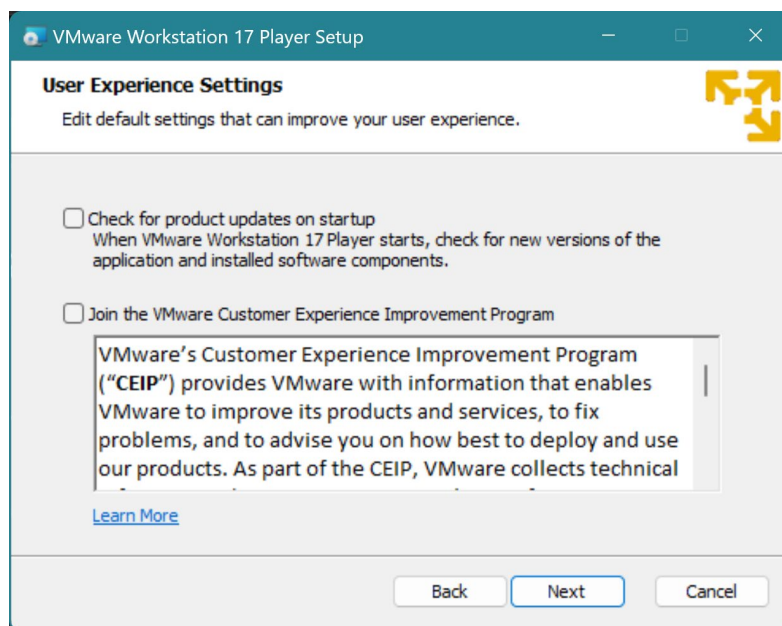 VMware Workstation 17 Player Setup
User Experience Settings
Edit default settings that can improve your user experience.
Check for product updates on startup
When VMware Workstation 17 Player starts, check for new versions of the
application and installed software components.
Join the VMware Customer Experience Improvement Program
VMware's Customer Experience Improvement Program
("CEIP") provides VMware with information that enables
VMware to improve its products and services, to fix
problems, and to advise you on how best to deploy and use
our products. As part of the CEIP, VMware collects technical
Learn More
Back
Next
Cancel